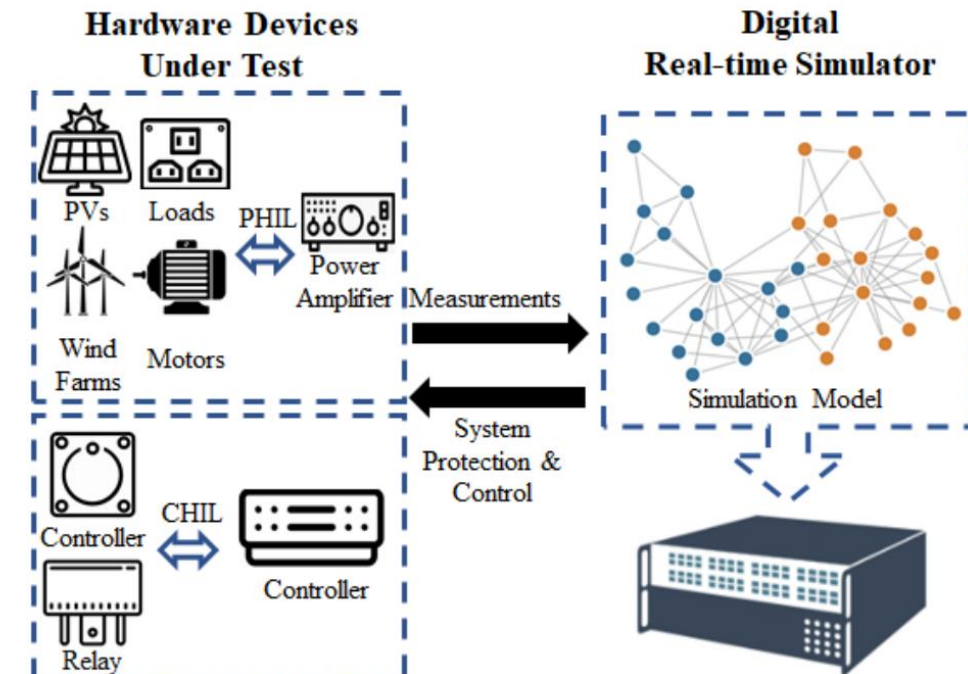 Hardware Devices
Under Test
PVs
Loads
PHIL
Power
Amplifier
Wind
Farms
Motors
Controller
CHIL
Controller
Relay
Measurements
System
Protection &
Control
Digital
Real-time Simulator
Simulation Model